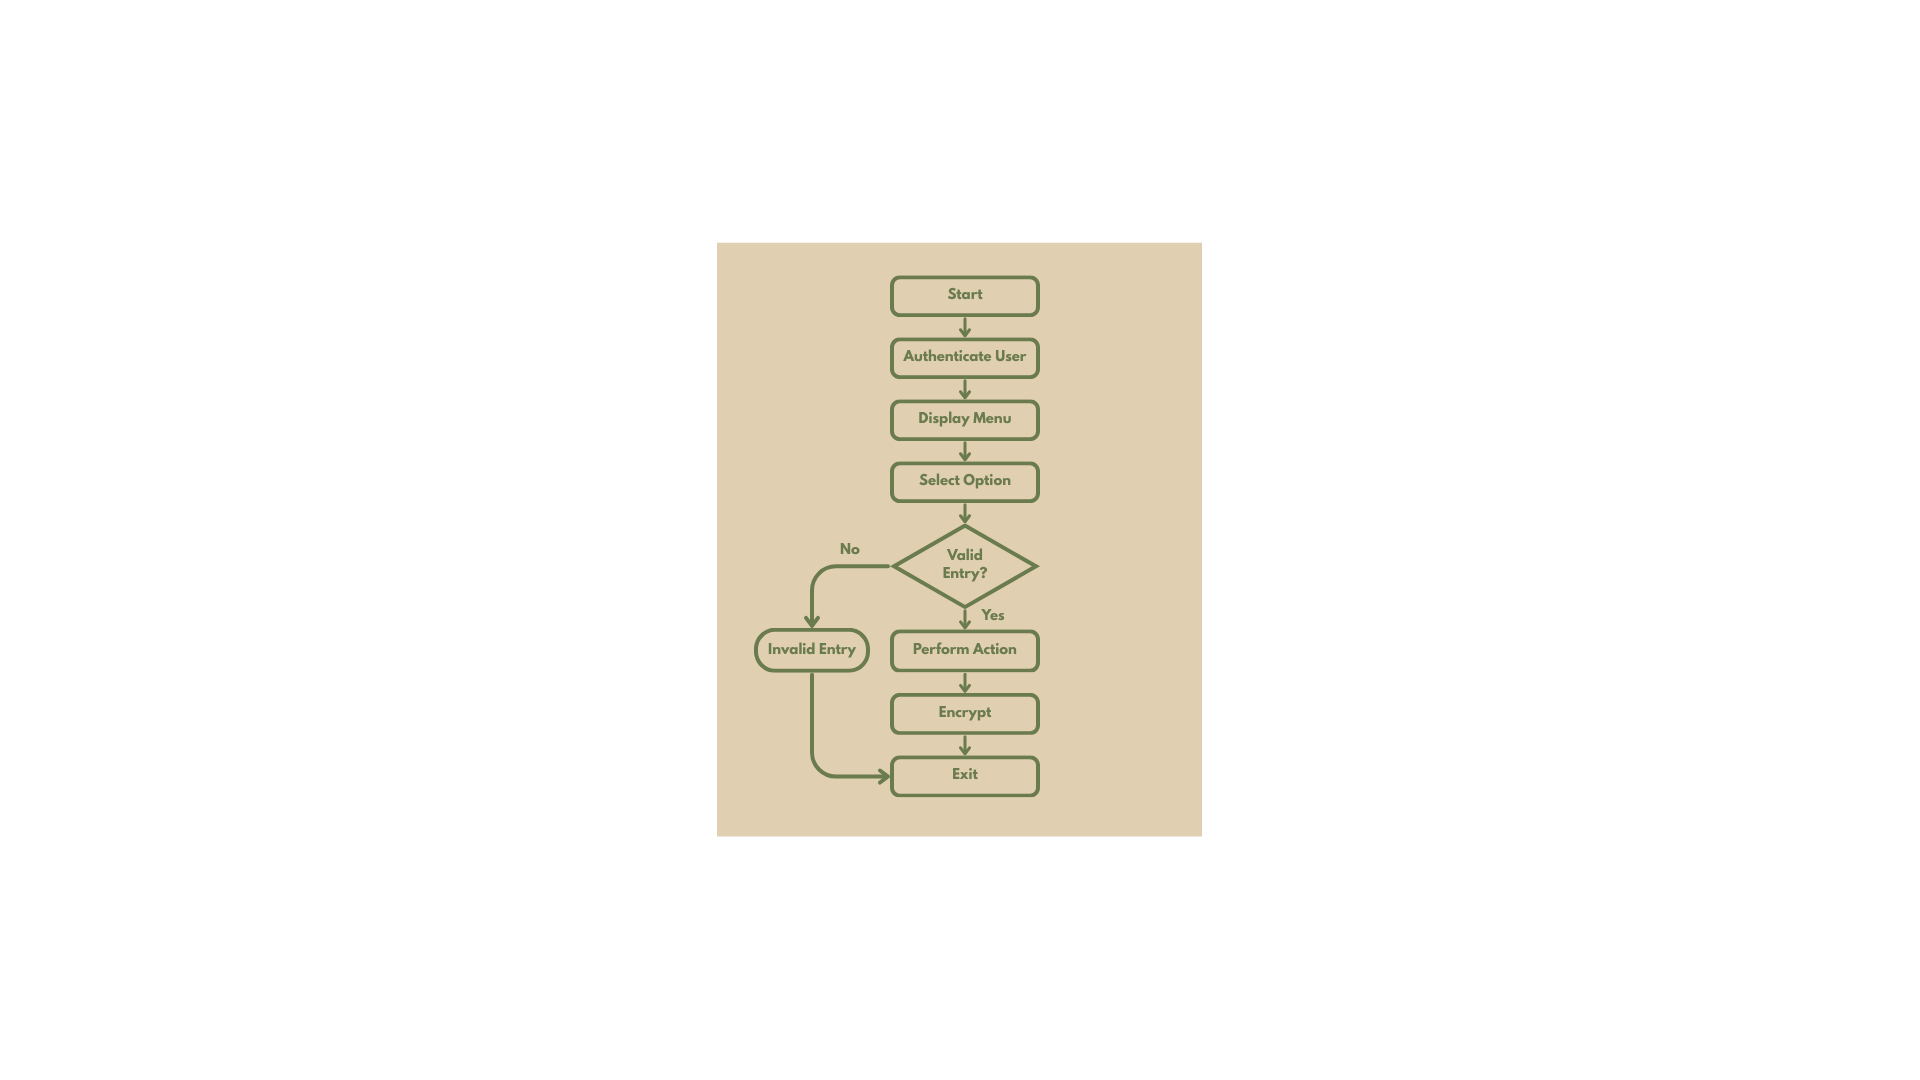 Start
Authenticate User
Display Menu
Select Option
Valid
Entry?
No
Yes
Invalid Entry
Perform Action
Encrypt
Exit